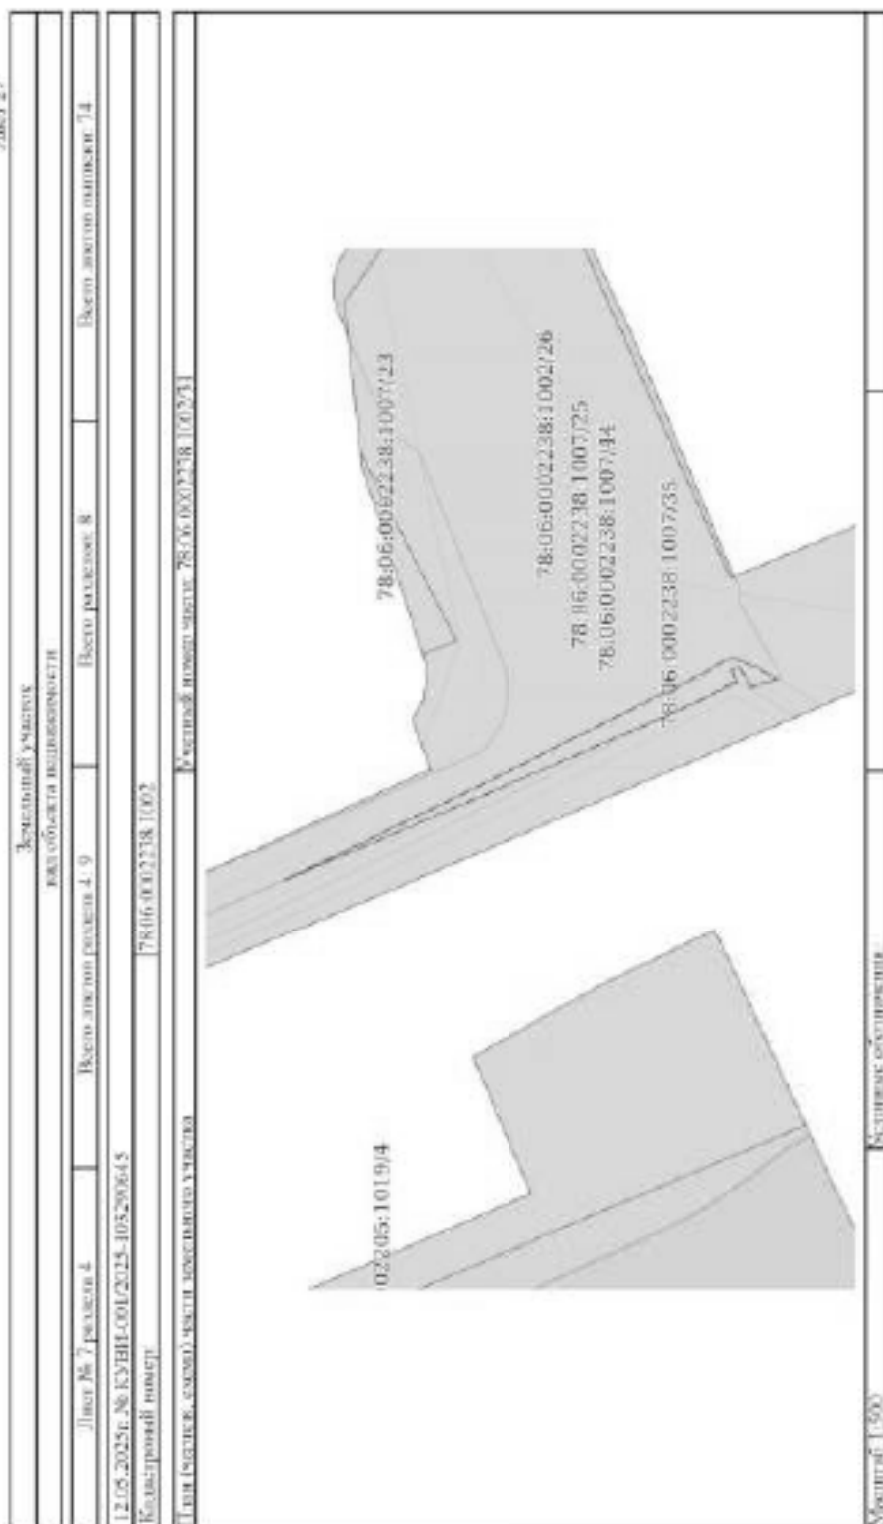 Лист 27
Земельный участок
вид объекта недвижимости
Лист № 7 раздела 4
Всего листов раздела 4: 9
Всего разделов: 8
Всего листов выписки: 74
12.05.2025г. № КУВИ-001/2025-103290645
Кадастровый номер:
78:06:0002238:1002
План (чертеж, схема) части земельного участка
Учетный номер части: 78:06:0002238:1002/31
78:06:0002238:1007/23
78:06:0002238:1002/26
78:06:0002238:1007/25
78:06:0002238:1007/44
78:06:0002238:1007/35
02205:1019/4
Масштаб 1:500
Условные обозначения: